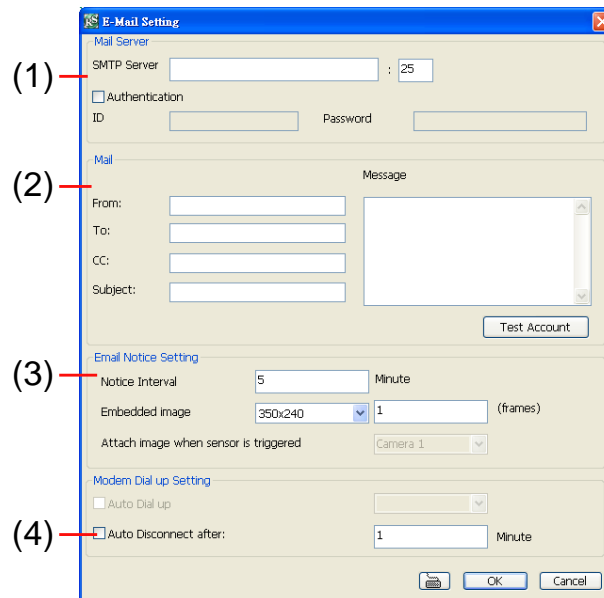 E-Mail Setting
Mail Server
(1)
SMTP Server : 25
Authentication
ID Password
Mail
(2)
Message
From:
To:
CC:
Subject:
Test Account
Email Notice Setting
(3)
Notice Interval 5 Minute
Embedded image 350x240 1 (frames)
Attach image when sensor is triggered Camera 1
Modem Dial up Setting
Auto Dial up
(4)
Auto Disconnect after: 1 Minute
OK Cancel